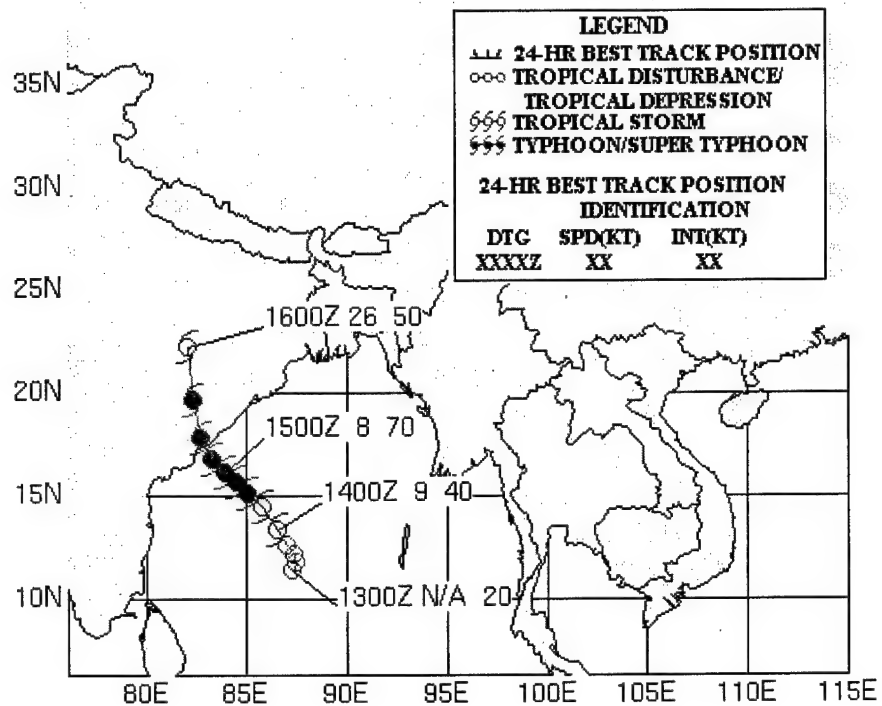 LEGEND
24-HR BEST TRACK POSITION
TROPICAL DISTURBANCE/
TROPICAL DEPRESSION
TROPICAL STORM
TYPHOON/SUPER TYPHOON
24-HR BEST TRACK POSITION
IDENTIFICATION
DTG SPD(KT) INT(KT)
XXXXZ XX XX
35N
30N
25N
20N
15N
10N
1600Z 26 50
1500Z 8 70
1400Z 9 40
1300Z N/A 20
80E 85E 90E 95E 100E 105E 110E 115E